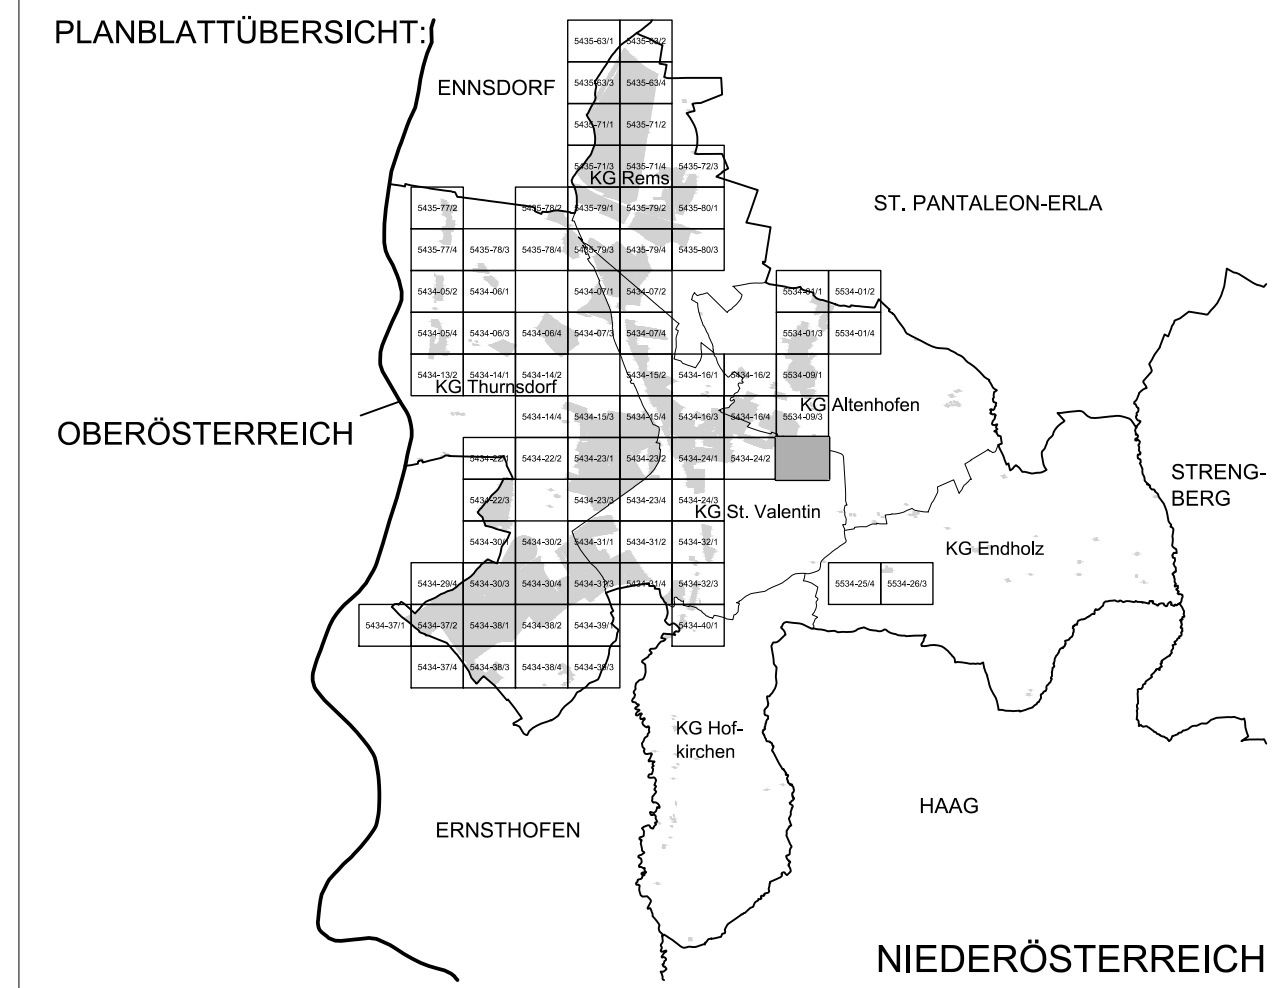 PLANBLATTÜBERSICHT:
5435-63/1 5435-63/2
ENNSDORF
5435-63/3 5435-63/4
5435-71/1 5435-71/2
5435-71/3 5435-71/4 5435-72/3
KG Rems
ST. PANTALEON-ERLA
5435-77/2 5435-78/2 5435-79/1 5435-79/2 5435-80/1
5435-77/4 5435-78/3 5435-78/4 5435-79/3 5435-79/4 5435-80/3
5434-05/2 5434-06/1 5434-07/1 5434-07/2 5534-01/1 5534-01/2
5434-05/4 5434-06/3 5434-06/4 5434-07/3 5434-07/4 5534-01/3 5534-01/4
5434-13/2 5434-14/1 5434-14/2 5434-15/2 5434-16/1 5434-16/2 5534-09/1
KG Thurnsdorf
KG Altenhofen
5434-14/4 5434-15/3 5434-15/4 5434-16/3 5434-16/4 5534-09/3
OBERÖSTERREICH
5434-22/1 5434-22/2 5434-23/1 5434-23/2 5434-24/1 5434-24/2
STRENG-
BERG
5434-22/3 5434-23/3 5434-23/4 5434-24/3
KG St. Valentin
5434-30/1 5434-30/2 5434-31/1 5434-31/2 5434-32/1
KG Endholz
5434-29/4 5434-30/3 5434-30/4 5434-31/3 5434-31/4 5434-32/3 5534-25/4 5534-26/3
5434-37/1 5434-37/2 5434-38/1 5434-38/2 5434-39/1 5434-40/1
5434-37/4 5434-38/3 5434-38/4 5434-39/3
KG Hof-
kirchen
HAAG
ERNSTHOFEN
NIEDERÖSTERREICH